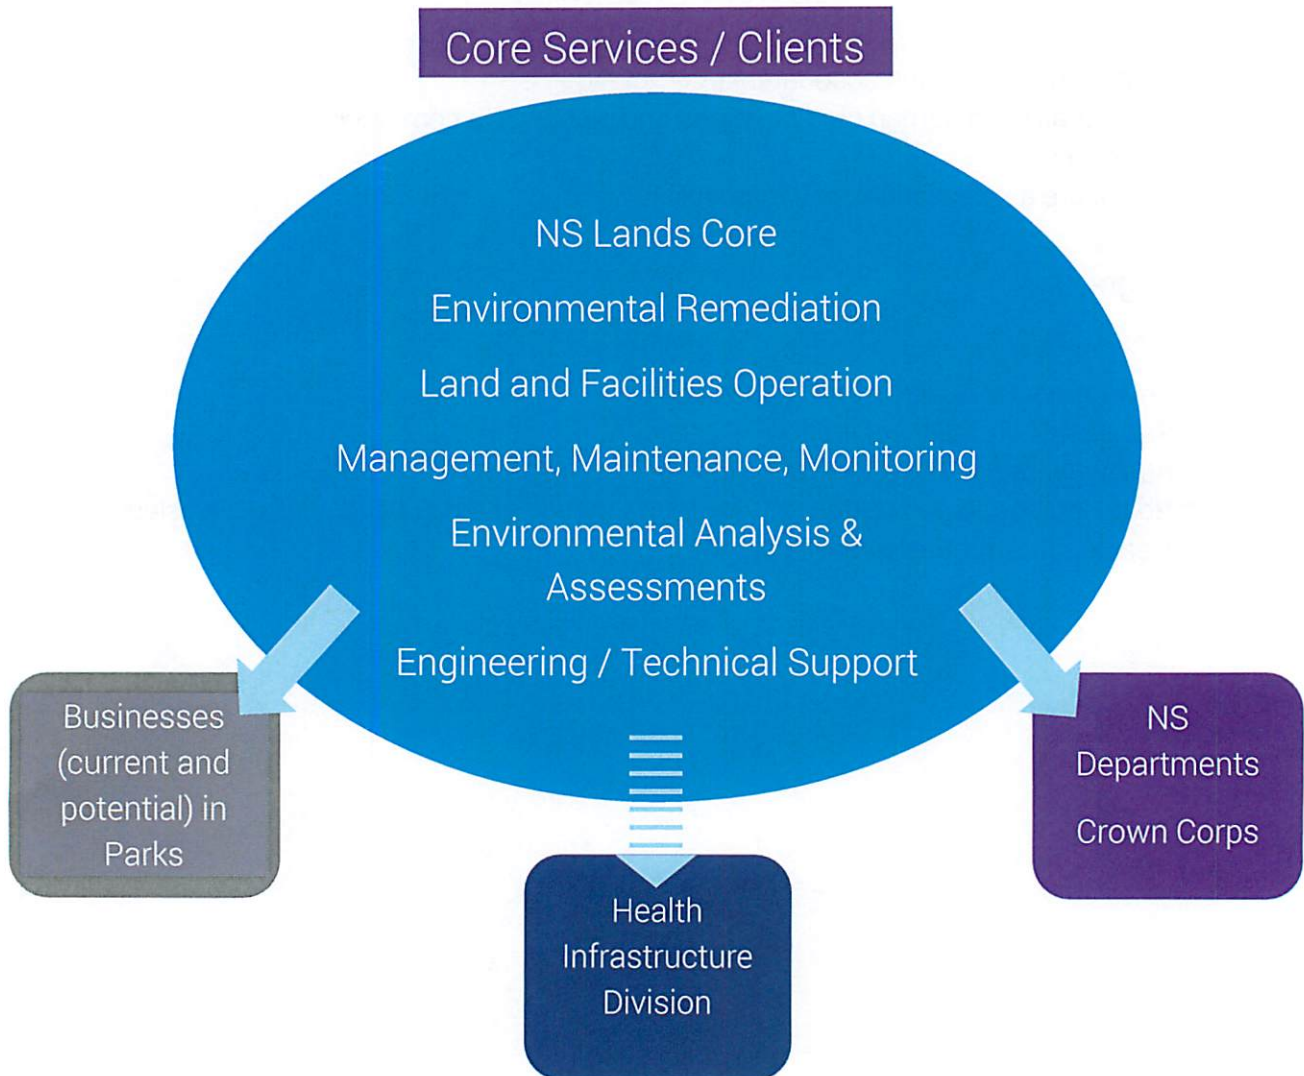 Core Services / Clients
NS Lands Core
Environmental Remediation
Land and Facilities Operation
Management, Maintenance, Monitoring
Environmental Analysis &
Assessments
Engineering / Technical Support
Businesses
(current and
potential) in
Parks
Health
Infrastructure
Division
NS
Departments
Crown Corps